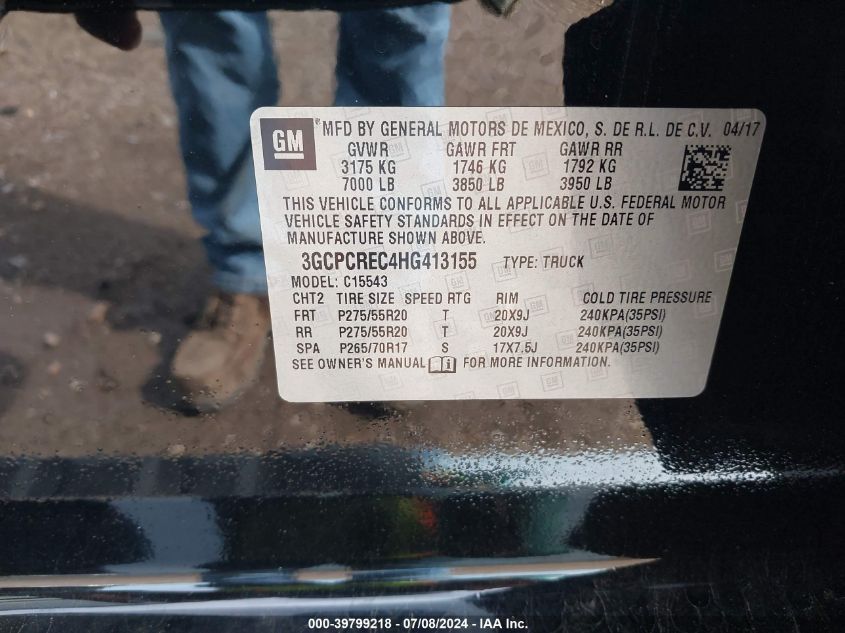 GM
® MFD BY GENERAL MOTORS DE MEXICO, S. DE R.L. DE C.V. 04/17
GVWR GAWR FRT GAWR RR
3175 KG 1746 KG 1792 KG
7000 LB 3850 LB 3950 LB
THIS VEHICLE CONFORMS TO ALL APPLICABLE U.S. FEDERAL MOTOR
VEHICLE SAFETY STANDARDS IN EFFECT ON THE DATE OF
MANUFACTURE SHOWN ABOVE.
3GCPCREC4HG413155 TYPE: TRUCK
MODEL: C15543
CHT2 TIRE SIZE SPEED RTG RIM COLD TIRE PRESSURE
FRT P275/55R20 T 20X9J 240KPA(35PSI)
RR P275/55R20 T 20X9J 240KPA(35PSI)
SPA P265/70R17 S 17X7.5J 240KPA(35PSI)
SEE OWNER'S MANUAL FOR MORE INFORMATION.
000-39799218 - 07/08/2024 - IAA Inc.